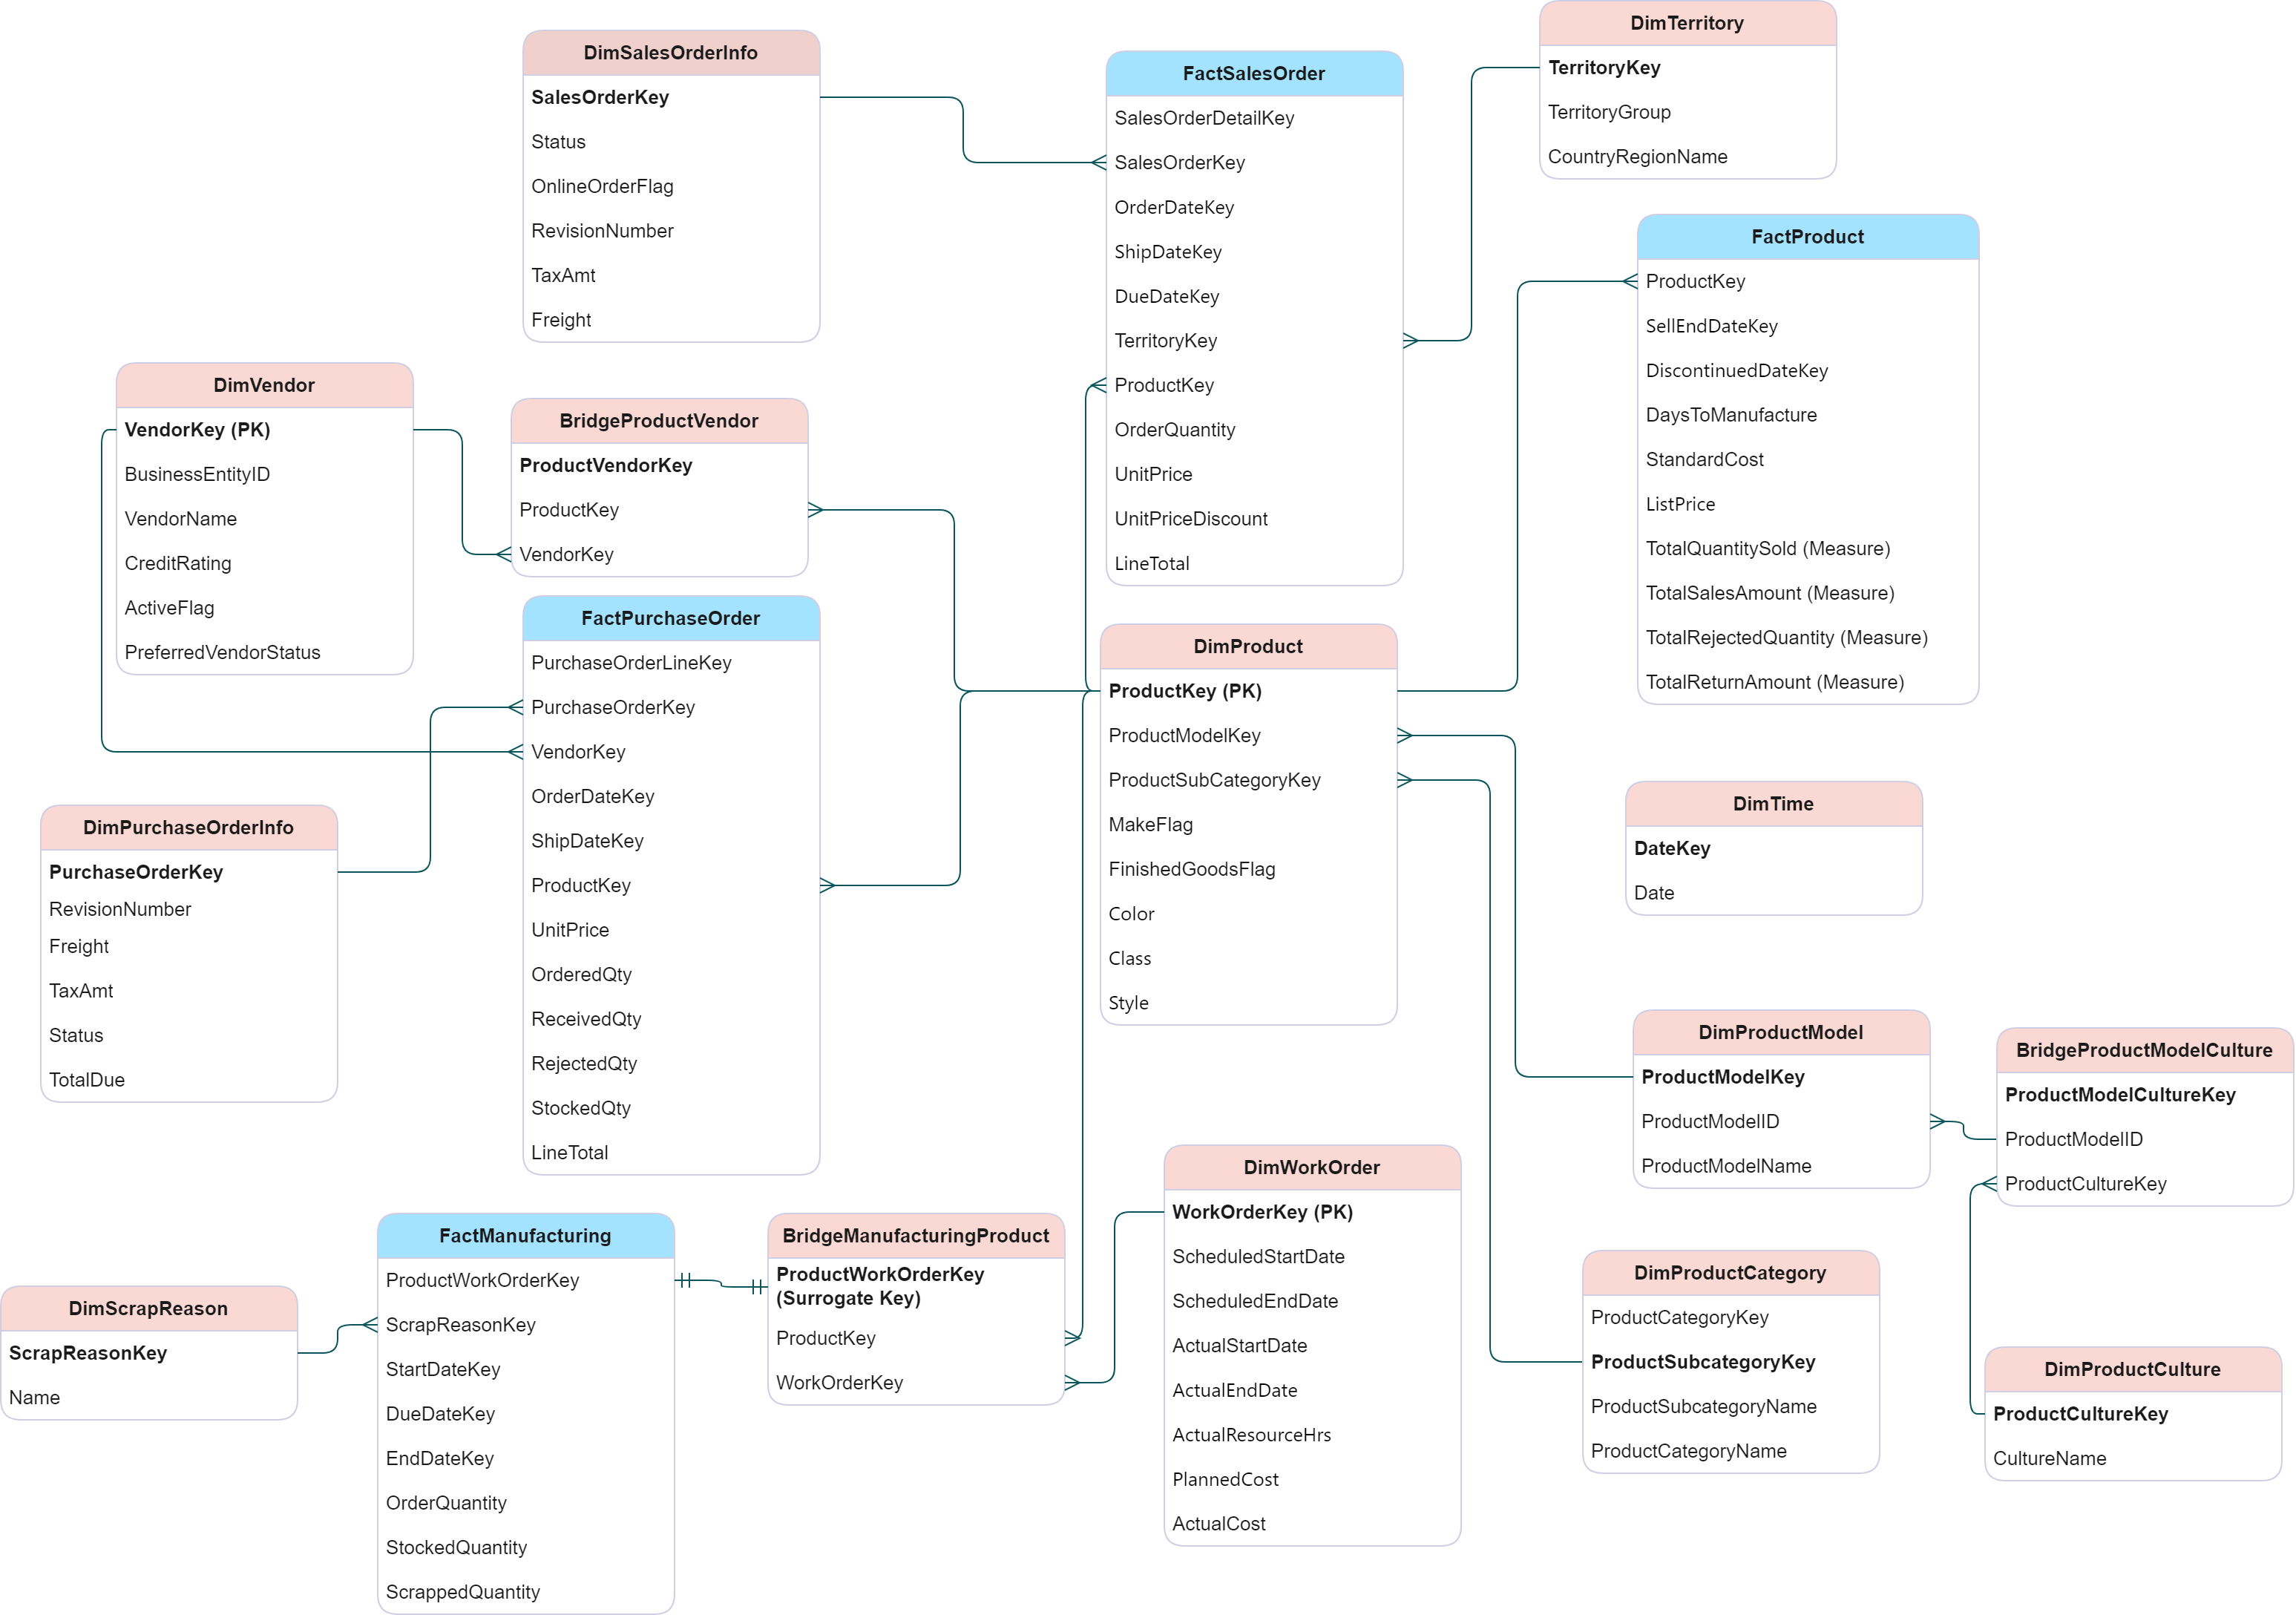 DimSalesOrderInfo
SalesOrderKey
Status
OnlineOrderFlag
RevisionNumber
TaxAmt
Freight
FactSalesOrder
SalesOrderDetailKey
SalesOrderKey
OrderDateKey
ShipDateKey
DueDateKey
TerritoryKey
ProductKey
OrderQuantity
UnitPrice
UnitPriceDiscount
LineTotal
DimTerritory
TerritoryKey
TerritoryGroup
CountryRegionName
FactProduct
ProductKey
SellEndDateKey
DiscontinuedDateKey
DaysToManufacture
StandardCost
ListPrice
TotalQuantitySold (Measure)
TotalSalesAmount (Measure)
TotalRejectedQuantity (Measure)
TotalReturnAmount (Measure)
DimVendor
VendorKey (PK)
BusinessEntityID
VendorName
CreditRating
ActiveFlag
PreferredVendorStatus
BridgeProductVendor
ProductVendorKey
ProductKey
VendorKey
FactPurchaseOrder
PurchaseOrderLineKey
PurchaseOrderKey
VendorKey
OrderDateKey
ShipDateKey
ProductKey
UnitPrice
OrderedQty
ReceivedQty
RejectedQty
StockedQty
LineTotal
DimProduct
ProductKey (PK)
ProductModelKey
ProductSubCategoryKey
MakeFlag
FinishedGoodsFlag
Color
Class
Style
DimTime
DateKey
Date
DimPurchaseOrderInfo
PurchaseOrderKey
RevisionNumber
Freight
TaxAmt
Status
TotalDue
DimProductModel
ProductModelKey
ProductModelID
ProductModelName
BridgeProductModelCulture
ProductModelCultureKey
ProductModelID
ProductCultureKey
DimWorkOrder
WorkOrderKey (PK)
ScheduledStartDate
ScheduledEndDate
ActualStartDate
ActualEndDate
ActualResourceHrs
PlannedCost
ActualCost
FactManufacturing
ProductWorkOrderKey
ScrapReasonKey
StartDateKey
DueDateKey
EndDateKey
OrderQuantity
StockedQuantity
ScrappedQuantity
BridgeManufacturingProduct
ProductWorkOrderKey
(Surrogate Key)
ProductKey
WorkOrderKey
DimScrapReason
ScrapReasonKey
Name
DimProductCategory
ProductCategoryKey
ProductSubcategoryKey
ProductSubcategoryName
ProductCategoryName
DimProductCulture
ProductCultureKey
CultureName